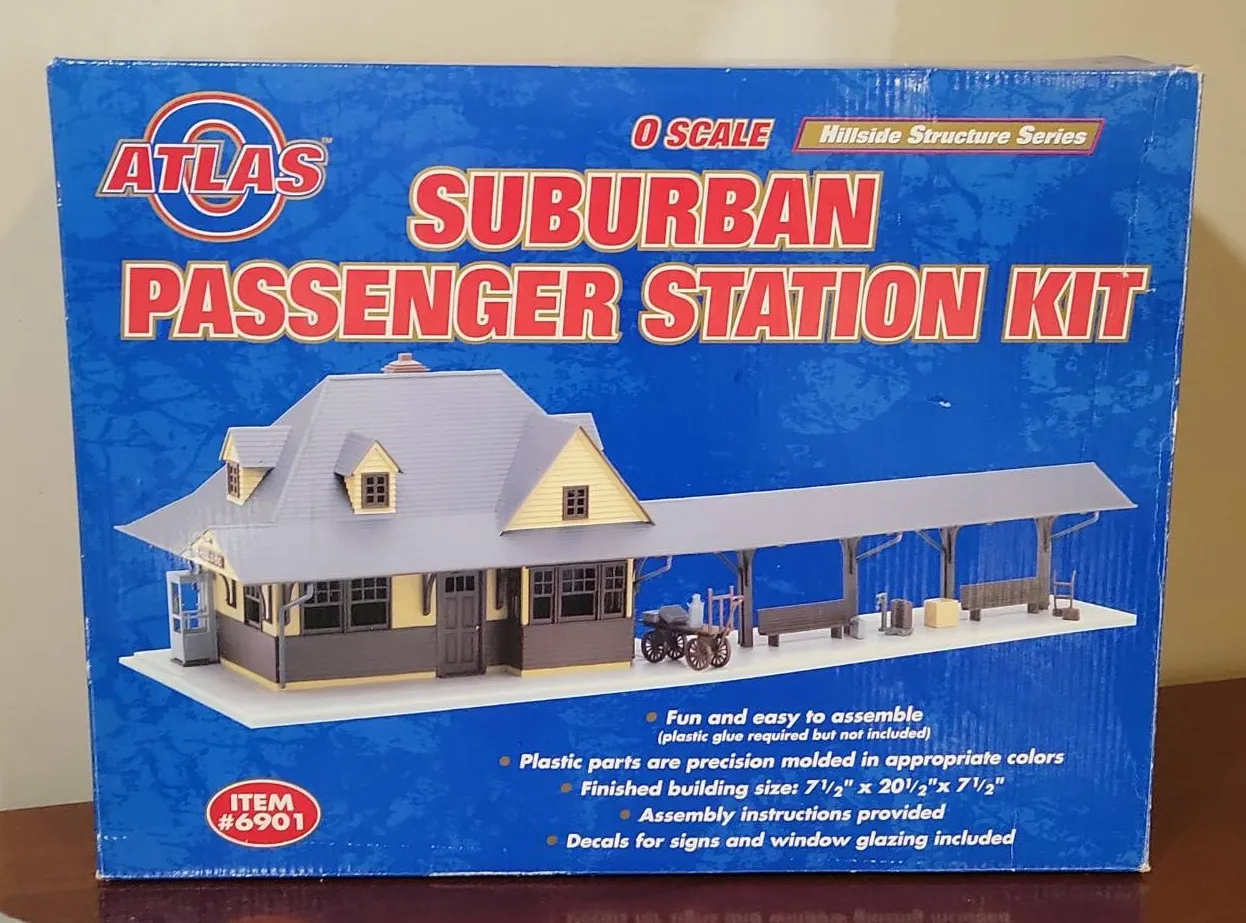 ATLAS
O
™
O SCALE
Hillside Structure Series
SUBURBAN
PASSENGER STATION KIT
• Fun and easy to assemble
(plastic glue required but not included)
• Plastic parts are precision molded in appropriate colors
• Finished building size: 7 1/2" x 20 1/2" x 7 1/2"
• Assembly instructions provided
• Decals for signs and window glazing included
ITEM
#6901